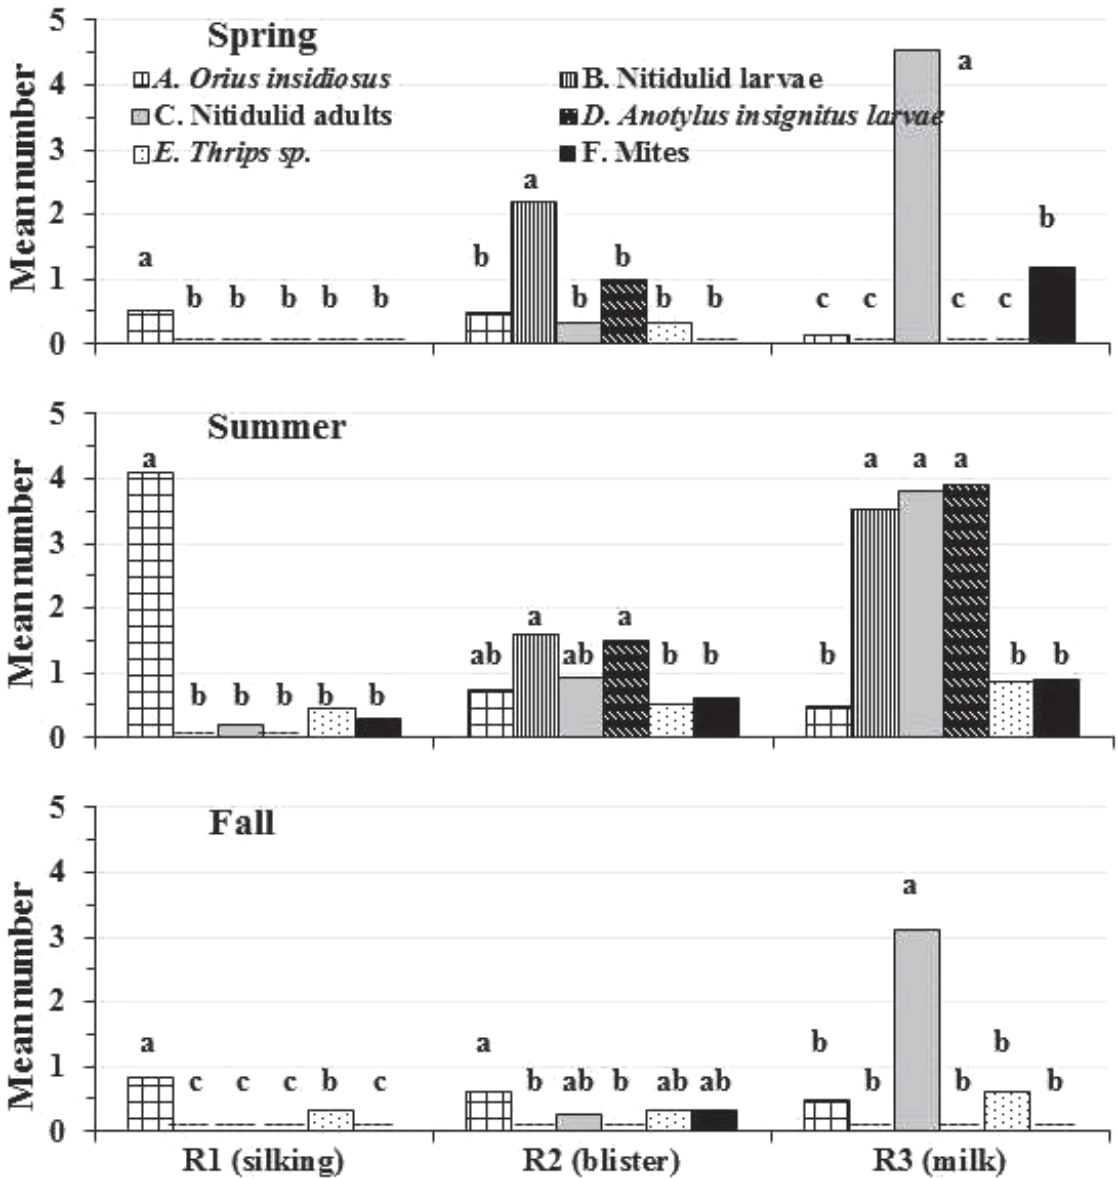 Spring
A. Orius insidiosus B. Nitidulid larvae
C. Nitidulid adults D. Anotylus insignitus larvae
E. Thrips sp. F. Mites
Mean number
5
4
3
2
1
0
a b b b b b
b a b b b b
c c a c c b
Summer
Mean number
5
4
3
2
1
0
a b b b b b
ab a ab a b b
b a a a b b
Fall
Mean number
5
4
3
2
1
0
a c c c b c
a b ab b ab ab
b b a b b b
R1 (silking) R2 (blister) R3 (milk)